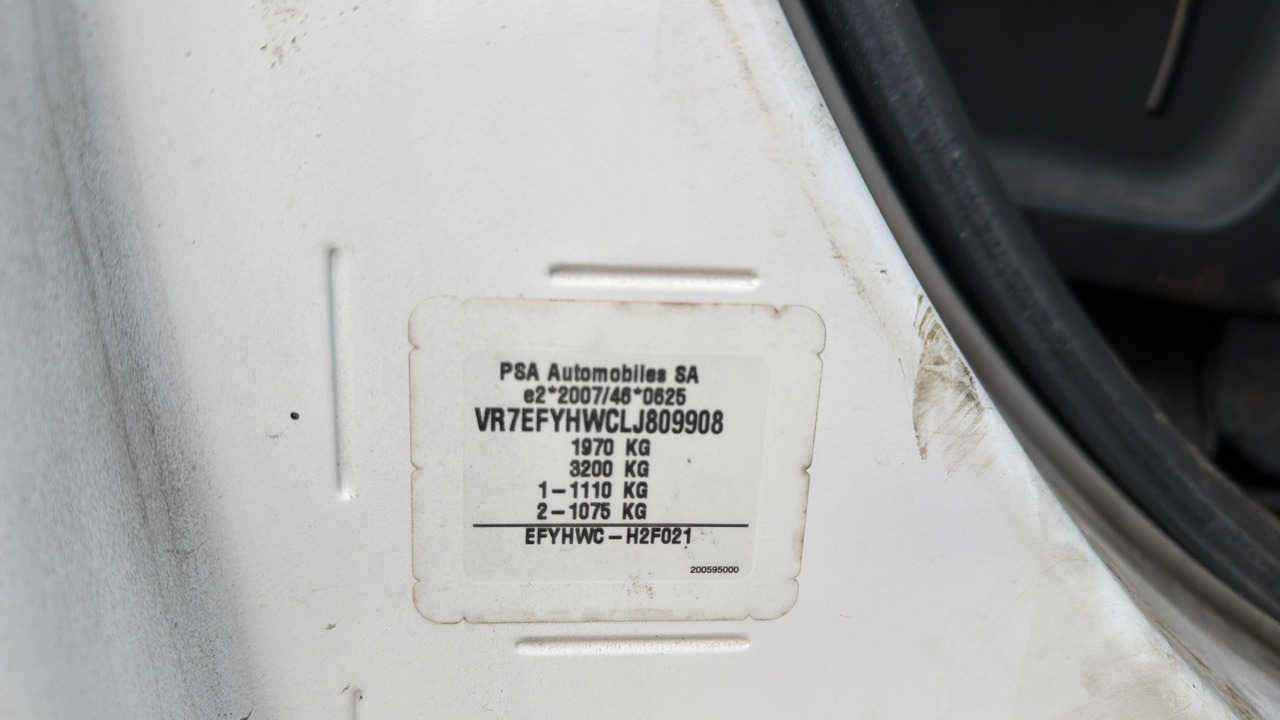 PSA Automobiles SA
e2*2007/46*0625
VR7EFYHWCLJ809908
1970 KG
3200 KG
1-1110 KG
2-1075 KG
EFYHWC-H2F021
200595000